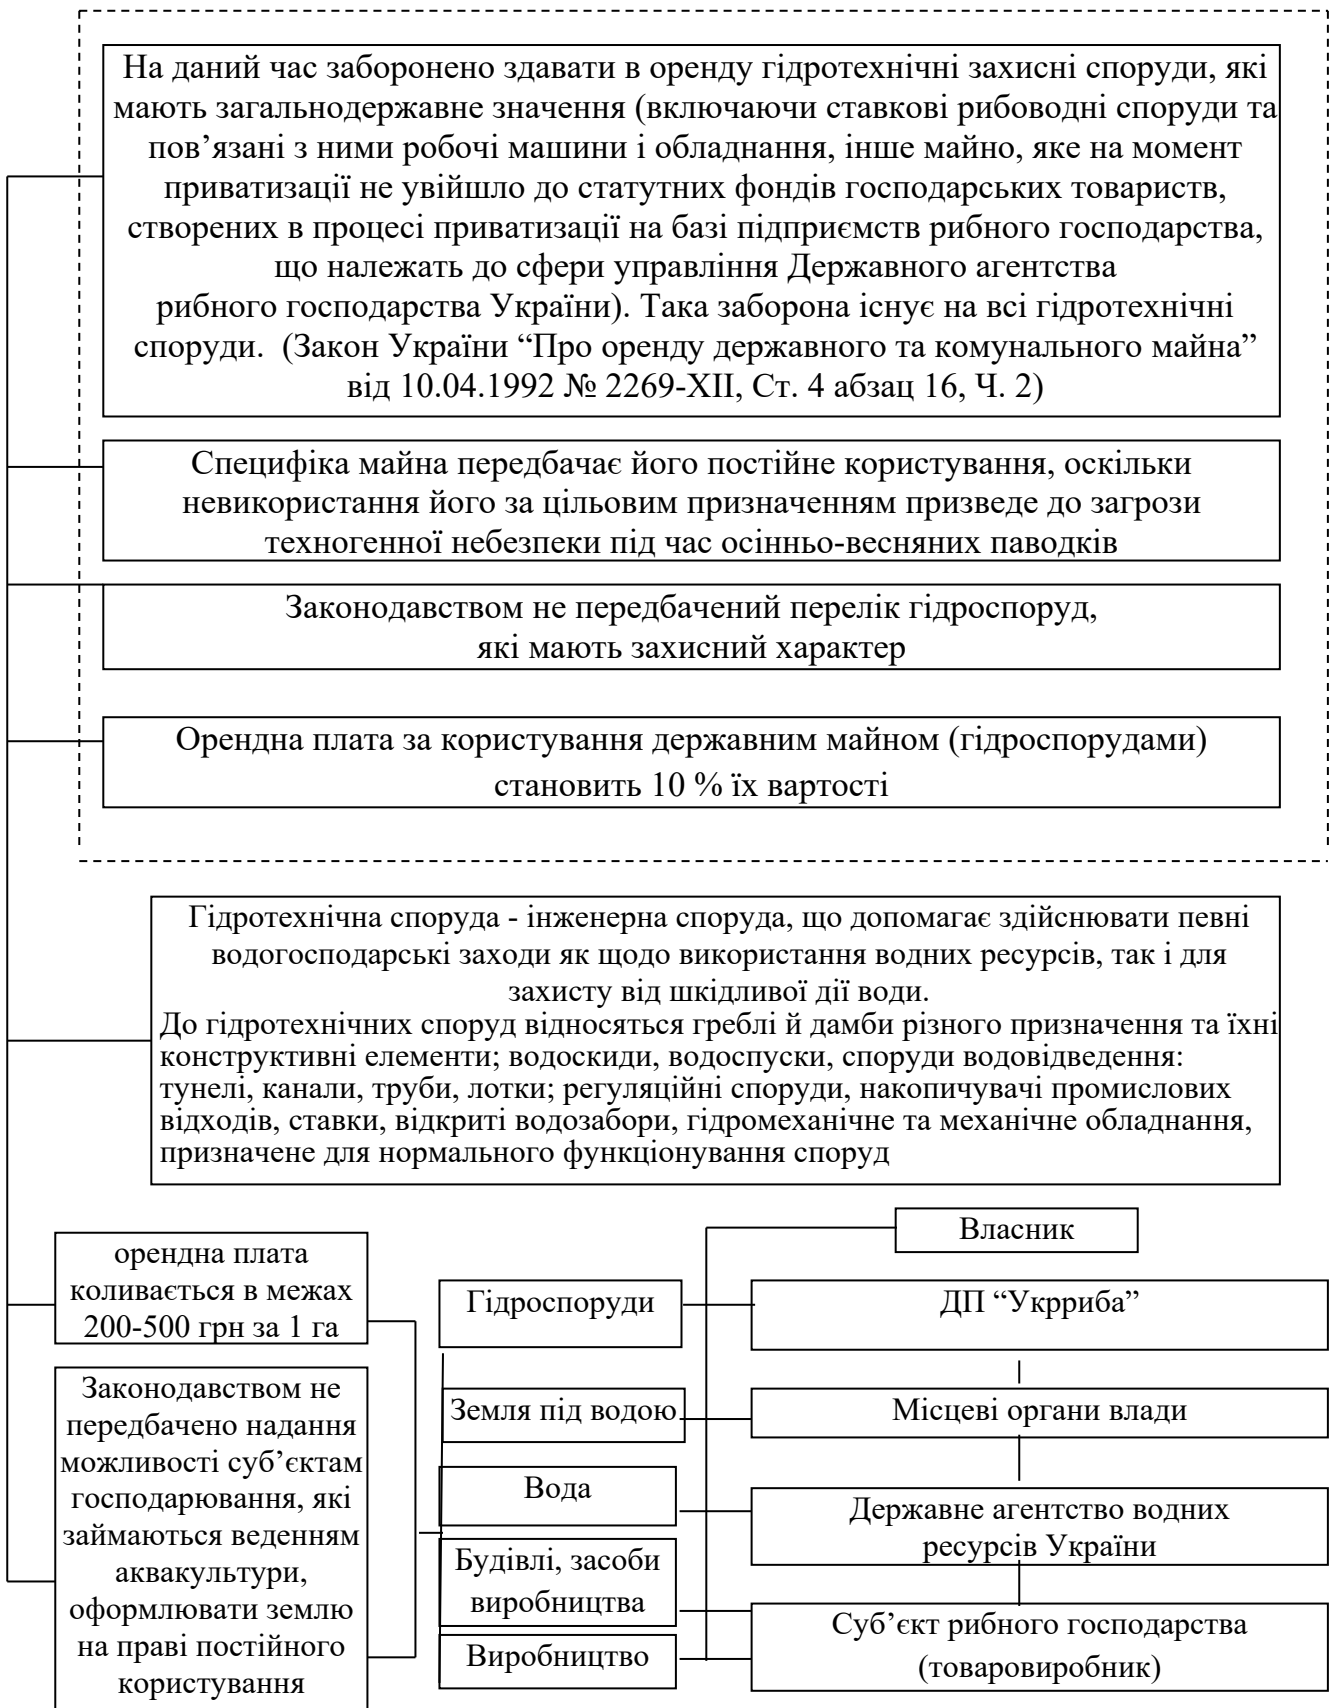 На даний час заборонено здавати в оренду гідротехнічні захисні споруди, які
мають загальнодержавне значення (включаючи ставкові рибоводні споруди та
пов’язані з ними робочі машини і обладнання, інше майно, яке на момент
приватизації не увійшло до статутних фондів господарських товариств,
створених в процесі приватизації на базі підприємств рибного господарства,
що належать до сфери управління Державного агентства
рибного господарства України). Така заборона існує на всі гідротехнічні
споруди.  (Закон України “Про оренду державного та комунального майна”
від 10.04.1992 № 2269-XII, Ст. 4 абзац 16, Ч. 2)
Специфіка майна передбачає його постійне користування, оскільки
невикористання його за цільовим призначенням призведе до загрози
техногенної небезпеки під час осінньо-весняних паводків
Законодавством не передбачений перелік гідроспоруд,
які мають захисний характер
Орендна плата за користування державним майном (гідроспорудами)
становить 10 % їх вартості
Гідротехнічна споруда - інженерна споруда, що допомагає здійснювати певні
водогосподарські заходи як щодо використання водних ресурсів, так і для
захисту від шкідливої дії води.
До гідротехнічних споруд відносяться греблі й дамби різного призначення та їхні
конструктивні елементи; водоскиди, водоспуски, споруди водовідведення:
тунелі, канали, труби, лотки; регуляційні споруди, накопичувачі промислових
відходів, ставки, відкриті водозабори, гідромеханічне та механічне обладнання,
призначене для нормального функціонування споруд
орендна плата
коливається в межах
200-500 грн за 1 га
Законодавством не
передбачено надання
можливості суб’єктам
господарювання, які
займаються веденням
аквакультури,
оформлювати землю
на праві постійного
користування
Власник
Гідроспоруди
ДП “Укрриба”
Земля під водою
Місцеві органи влади
Вода
Державне агентство водних
ресурсів України
Будівлі, засоби
виробництва
Виробництво
Суб’єкт рибного господарства
(товаровиробник)